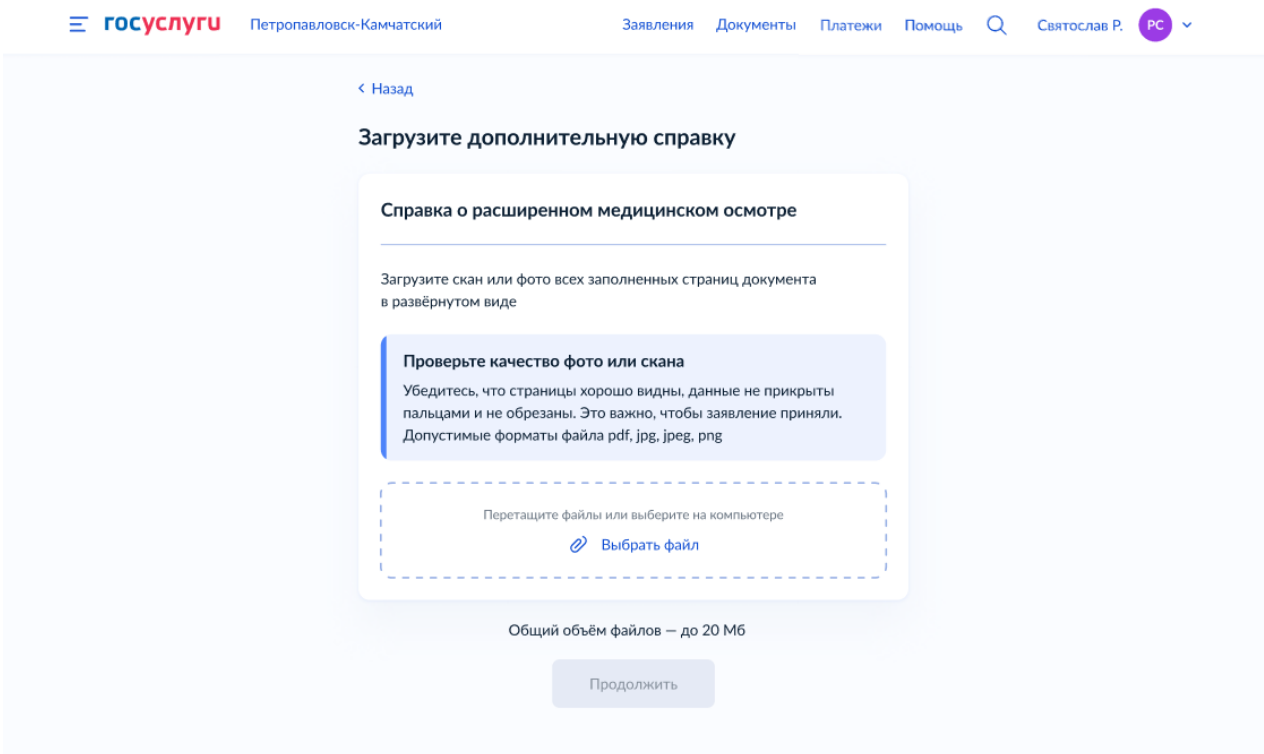 госуслуги Петропавловск-Камчатский Заявления Документы Платежи Помощь Святослав Р. РС
Назад
Загрузите дополнительную справку
Справка о расширенном медицинском осмотре
Загрузите скан или фото всех заполненных страниц документа
в развёрнутом виде
Проверьте качество фото или скана
Убедитесь, что страницы хорошо видны, данные не прикрыты
пальцами и не обрезаны. Это важно, чтобы заявление приняли.
Допустимые форматы файла pdf, jpg, jpeg, png
Перетащите файлы или выберите на компьютере
Выбрать файл
Общий объём файлов — до 20 Мб
Продолжить